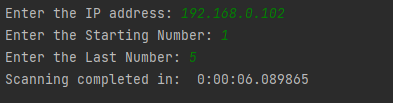 Enter the IP address: 192.168.0.102
Enter the Starting Number: 1
Enter the Last Number: 5
Scanning completed in:  0:00:06.089865